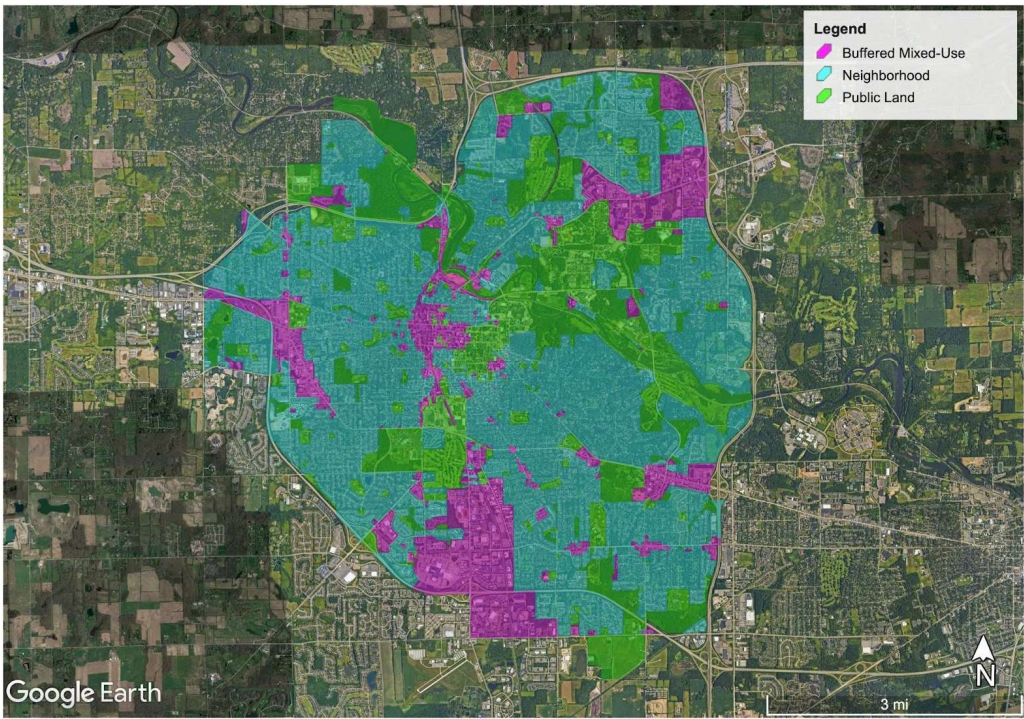 Legend
Buffered Mixed-Use
Neighborhood
Public Land
N
Google Earth
3 mi